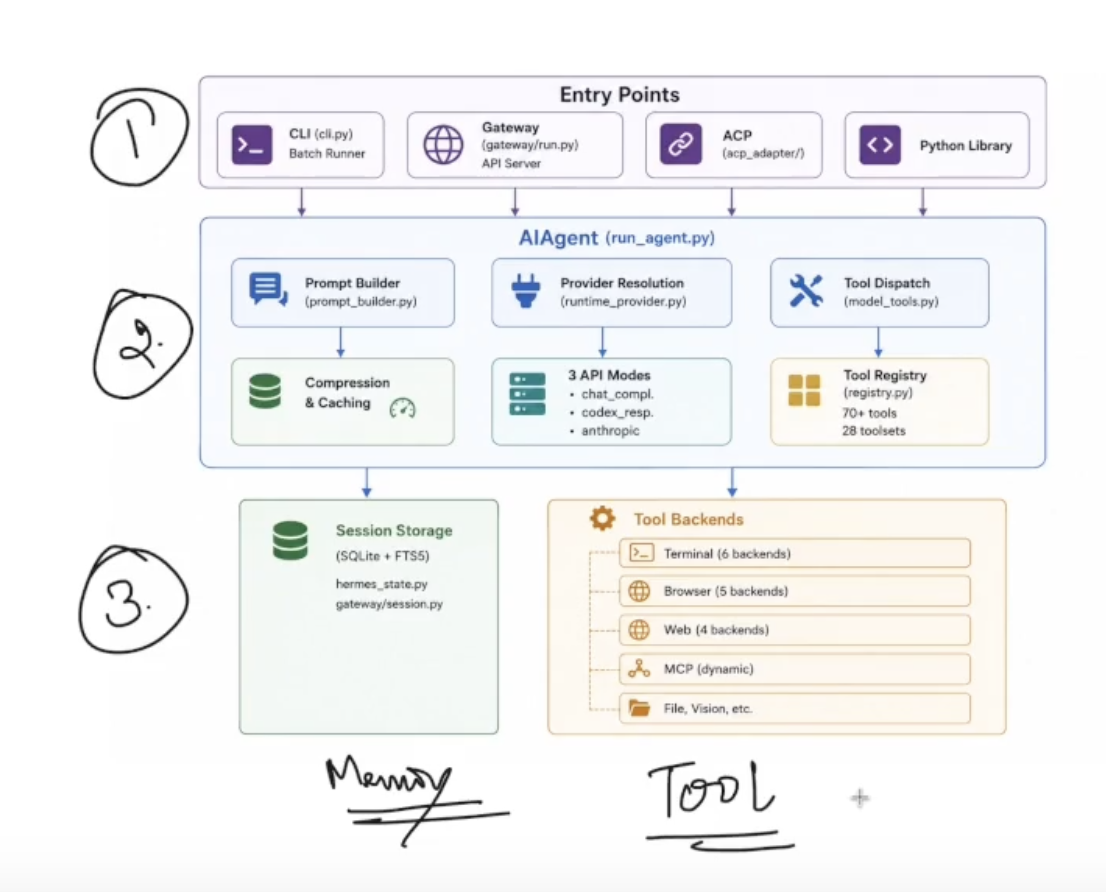 1
Entry Points
CLI (cli.py)
Batch Runner
Gateway
(gateway/run.py)
API Server
ACP
(acp_adapter/)
Python Library
2.
AIAgent (run_agent.py)
Prompt Builder
(prompt_builder.py)
Provider Resolution
(runtime_provider.py)
Tool Dispatch
(model_tools.py)
Compression
& Caching
3 API Modes
• chat_compl.
• codex_resp.
• anthropic
Tool Registry
(registry.py)
70+ tools
28 toolsets
3.
Session Storage
(SQLite + FTS5)
hermes_state.py
gateway/session.py
Tool Backends
Terminal (6 backends)
Browser (5 backends)
Web (4 backends)
MCP (dynamic)
File, Vision, etc.
Memory
TOOL